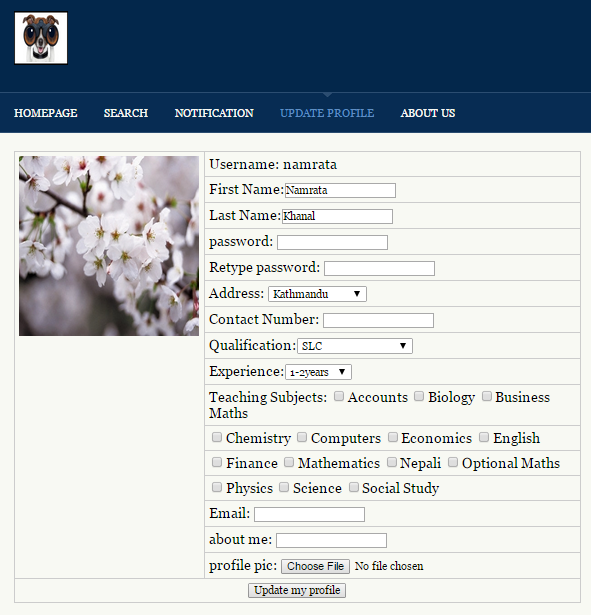 HOMEPAGE SEARCH NOTIFICATION UPDATE PROFILE ABOUT US
Username: namrata
First Name: Namrata
Last Name: Khanal
password:
Retype password:
Address: Kathmandu
Contact Number:
Qualification: SLC
Experience: 1-2years
Teaching Subjects: Accounts Biology Business
Maths
Chemistry Computers Economics English
Finance Mathematics Nepali Optional Maths
Physics Science Social Study
Email:
about me:
profile pic: Choose File No file chosen
Update my profile